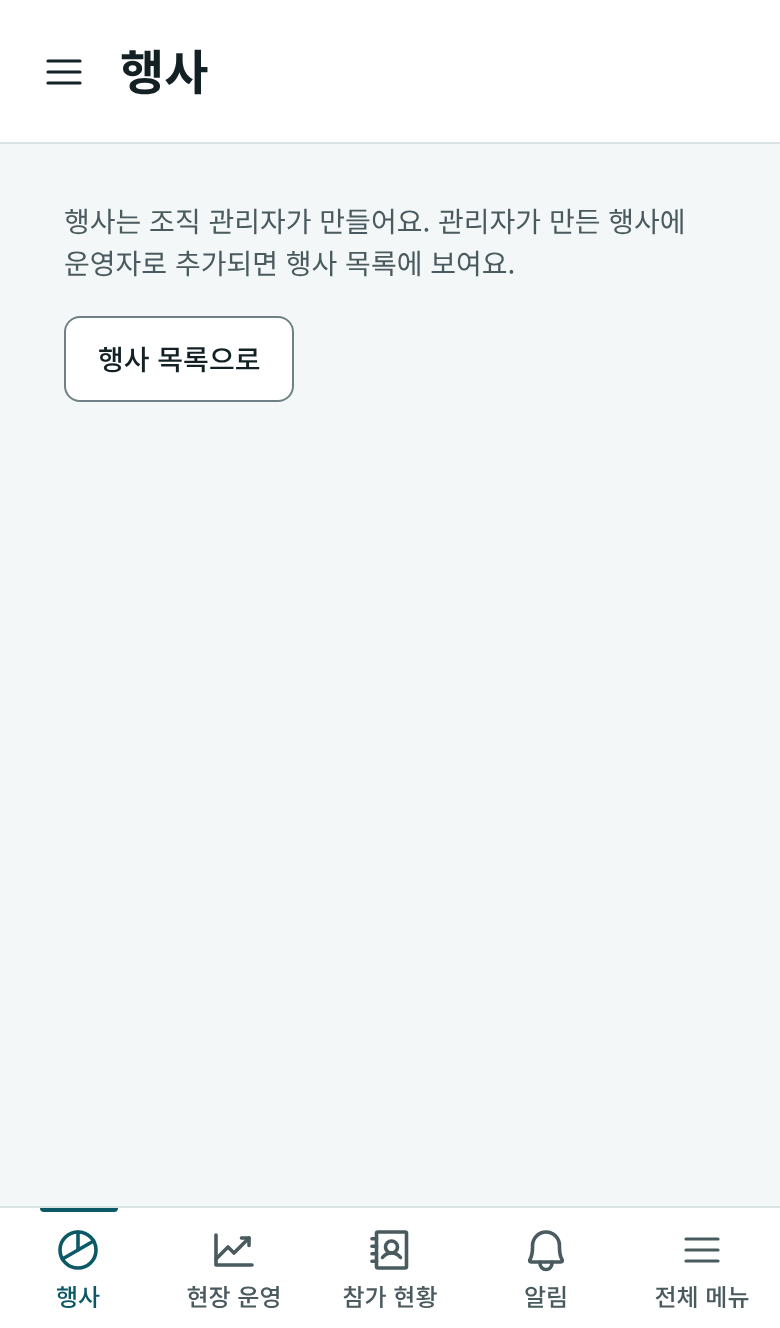 행사
행사는 조직 관리자가 만들어요. 관리자가 만든 행사에
운영자로 추가되면 행사 목록에 보여요.
행사 목록으로
행사
현장 운영
참가 현황
알림
전체 메뉴